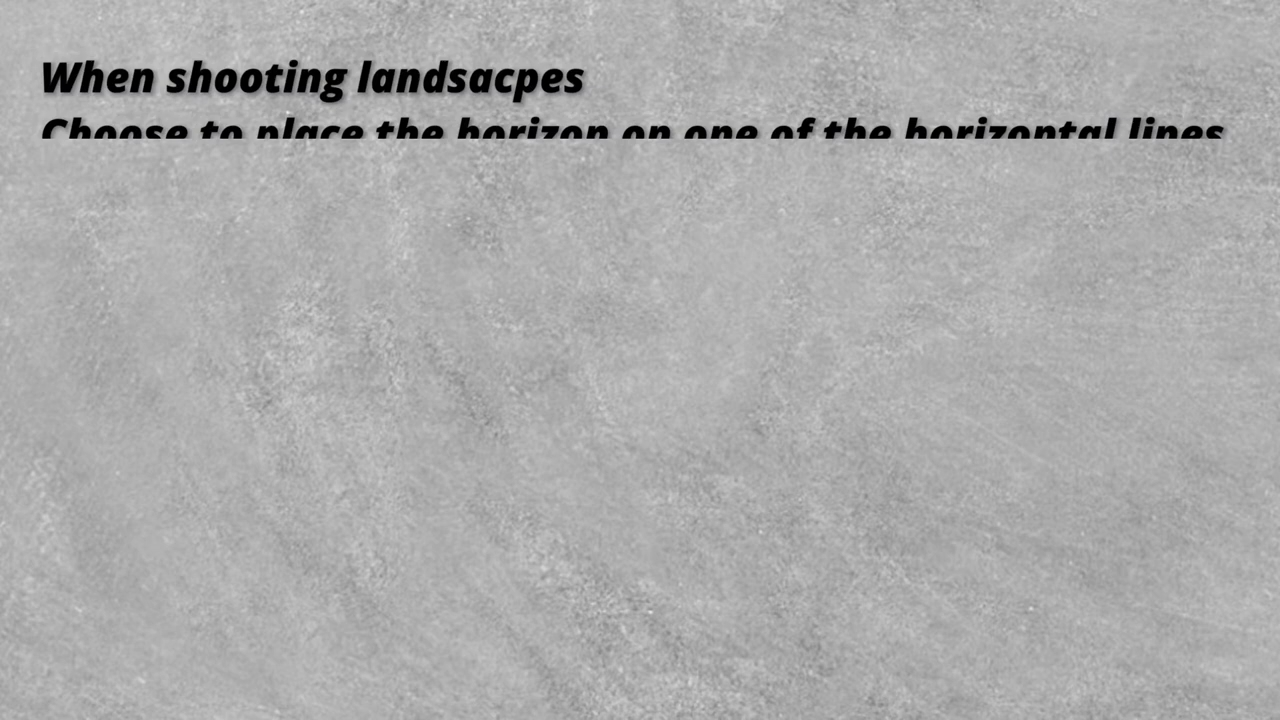 When shooting landsacpes
Choose to place the horizon on one of the horizontal lines